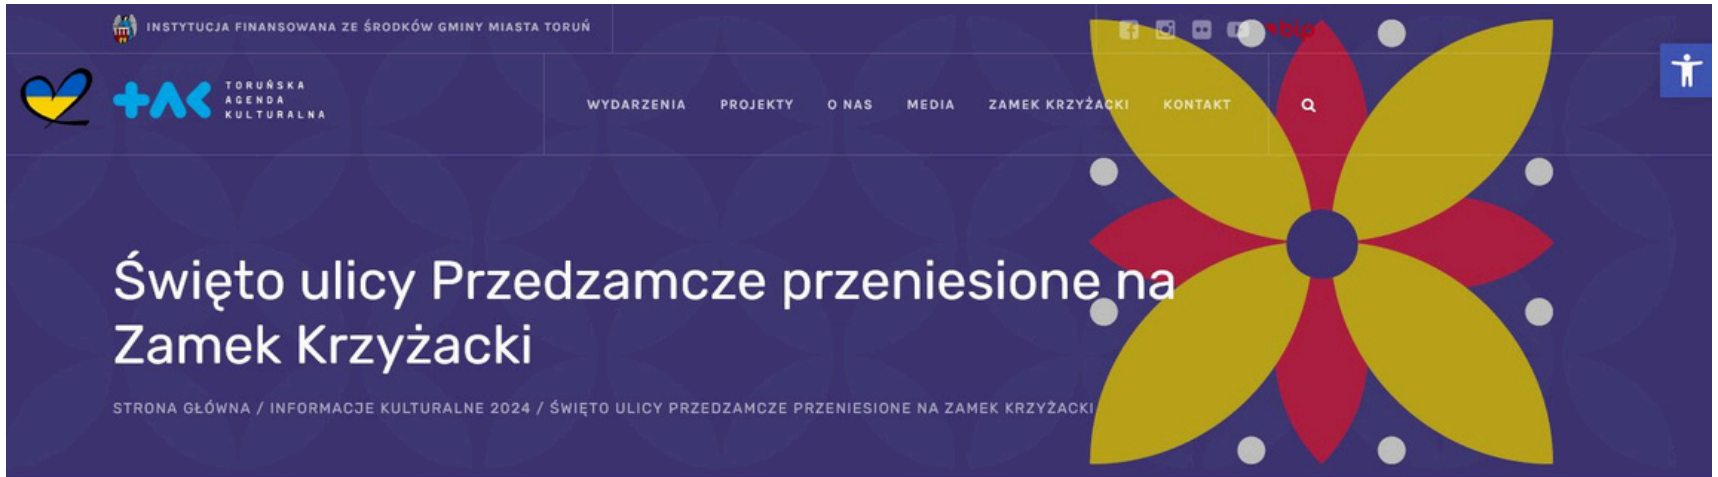 INSTYTUCJA FINANSOWANA ZE ŚRODKÓW GMINY MIASTA TORUŃ
bip
TORUŃSKA
AGENDA
KULTURALNA
WYDARZENIA PROJEKTY O NAS MEDIA ZAMEK KRZYŻACKI KONTAKT
Święto ulicy Przedzamcze przeniesione na
Zamek Krzyżacki
STRONA GŁÓWNA / INFORMACJE KULTURALNE 2024 / ŚWIĘTO ULICY PRZEDZAMCZE PRZENIESIONE NA ZAMEK KRZYŻACKI